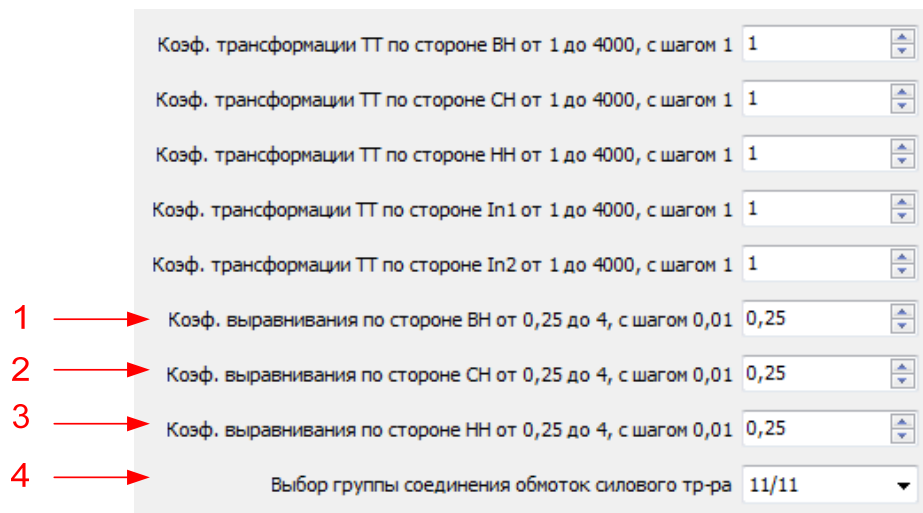 Коэф. трансформации ТТ по стороне ВН от 1 до 4000, с шагом 1 1
Коэф. трансформации ТТ по стороне СН от 1 до 4000, с шагом 1 1
Коэф. трансформации ТТ по стороне НН от 1 до 4000, с шагом 1 1
Коэф. трансформации ТТ по стороне In1 от 1 до 4000, с шагом 1 1
Коэф. трансформации ТТ по стороне In2 от 1 до 4000, с шагом 1 1
1 Коэф. выравнивания по стороне ВН от 0,25 до 4, с шагом 0,01 0,25
2 Коэф. выравнивания по стороне СН от 0,25 до 4, с шагом 0,01 0,25
3 Коэф. выравнивания по стороне НН от 0,25 до 4, с шагом 0,01 0,25
4 Выбор группы соединения обмоток силового тр-ра 11/11